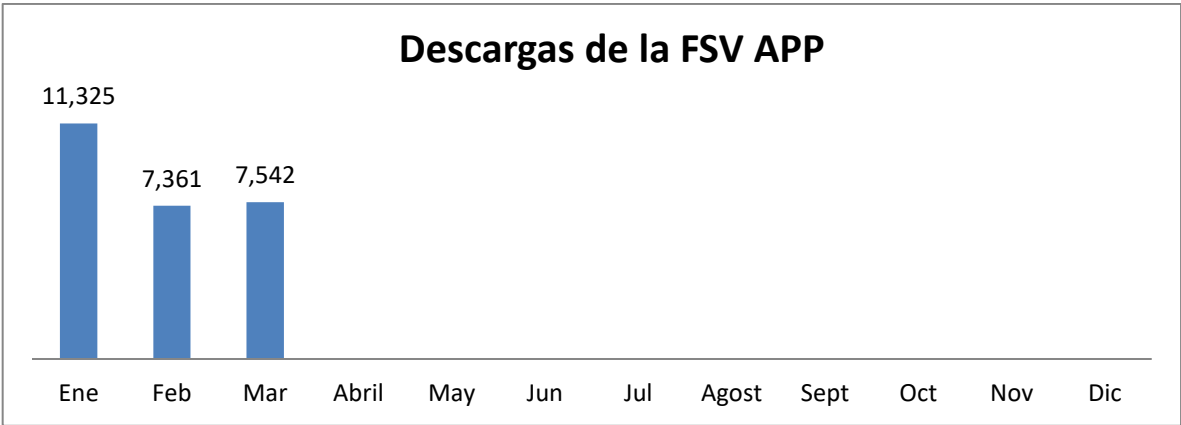 Descargas de la FSV APP
11,325
7,361
7,542
Ene Feb Mar Abril May Jun Jul Agost Sept Oct Nov Dic